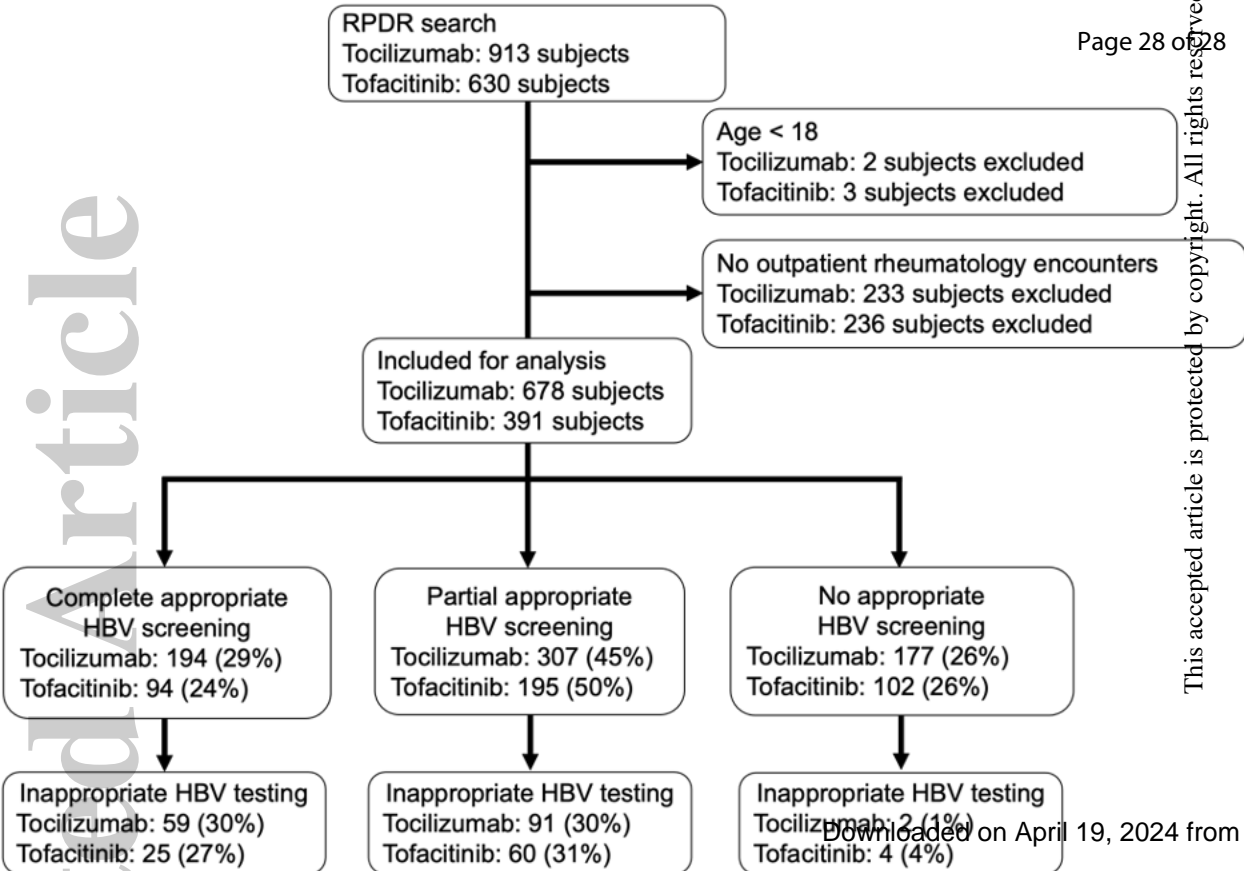 Page 28 of 28
RPDR search
Tocilizumab: 913 subjects
Tofacitinib: 630 subjects
Age < 18
Tocilizumab: 2 subjects excluded
Tofacitinib: 3 subjects excluded
No outpatient rheumatology encounters
Tocilizumab: 233 subjects excluded
Tofacitinib: 236 subjects excluded
Included for analysis
Tocilizumab: 678 subjects
Tofacitinib: 391 subjects
Complete appropriate
HBV screening
Tocilizumab: 194 (29%)
Tofacitinib: 94 (24%)
Partial appropriate
HBV screening
Tocilizumab: 307 (45%)
Tofacitinib: 195 (50%)
No appropriate
HBV screening
Tocilizumab: 177 (26%)
Tofacitinib: 102 (26%)
Inappropriate HBV testing
Tocilizumab: 59 (30%)
Tofacitinib: 25 (27%)
Inappropriate HBV testing
Tocilizumab: 91 (30%)
Tofacitinib: 60 (31%)
Inappropriate HBV testing
Tocilizumab: 2 (1%)
Tofacitinib: 4 (4%)
Downloaded on April 19, 2024 from
This accepted article is protected by copyright. All rights reserved
ed Article